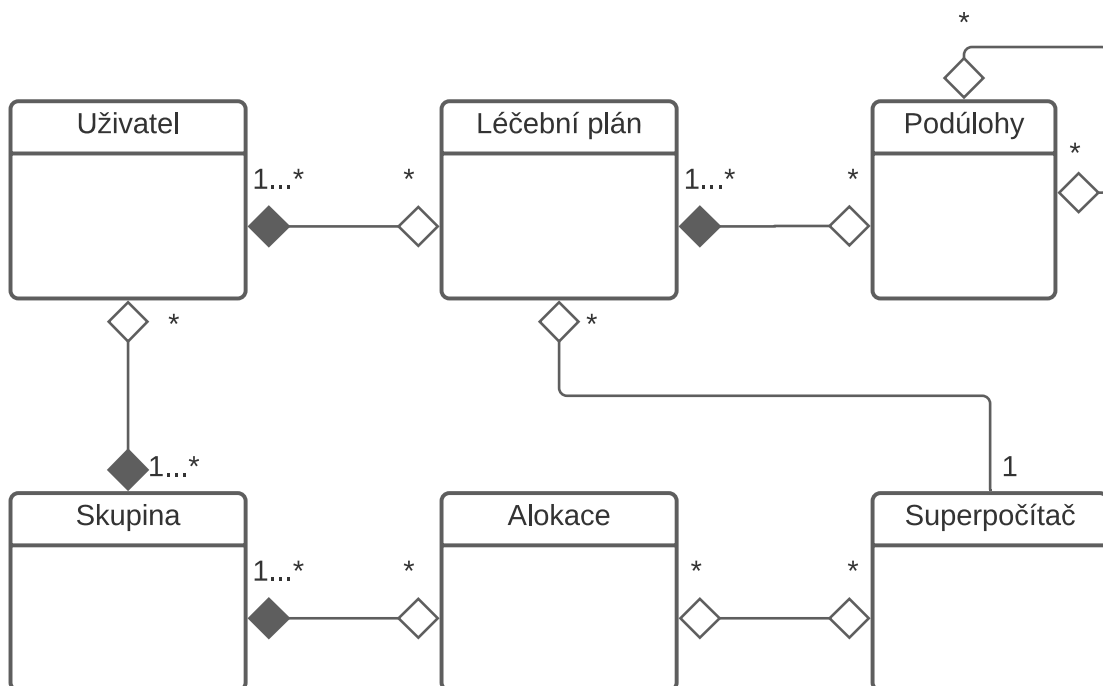 *
Uživatel
Léčební plán
Podúlohy
1...*
*
1...*
*
*
*
*
1...*
1
Skupina
Alokace
Superpočítač
1...*
*
*
*